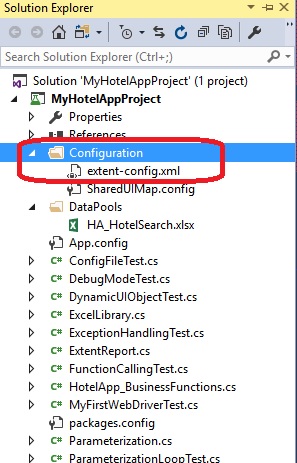 Solution Explorer
Search Solution Explorer (Ctrl+;)
Solution 'MyHotelAppProject' (1 project)
MyHotelAppProject
Properties
References
Configuration
extent-config.xml
SharedUIMap.config
DataPools
HA_HotelSearch.xlsx
App.config
ConfigFileTest.cs
DebugModeTest.cs
DynamicUIObjectTest.cs
ExcelLibrary.cs
ExceptionHandlingTest.cs
ExtentReport.cs
FunctionCallingTest.cs
HotelApp_BusinessFunctions.cs
MyFirstWebDriverTest.cs
packages.config
Parameterization.cs
ParameterizationLoopTest.cs